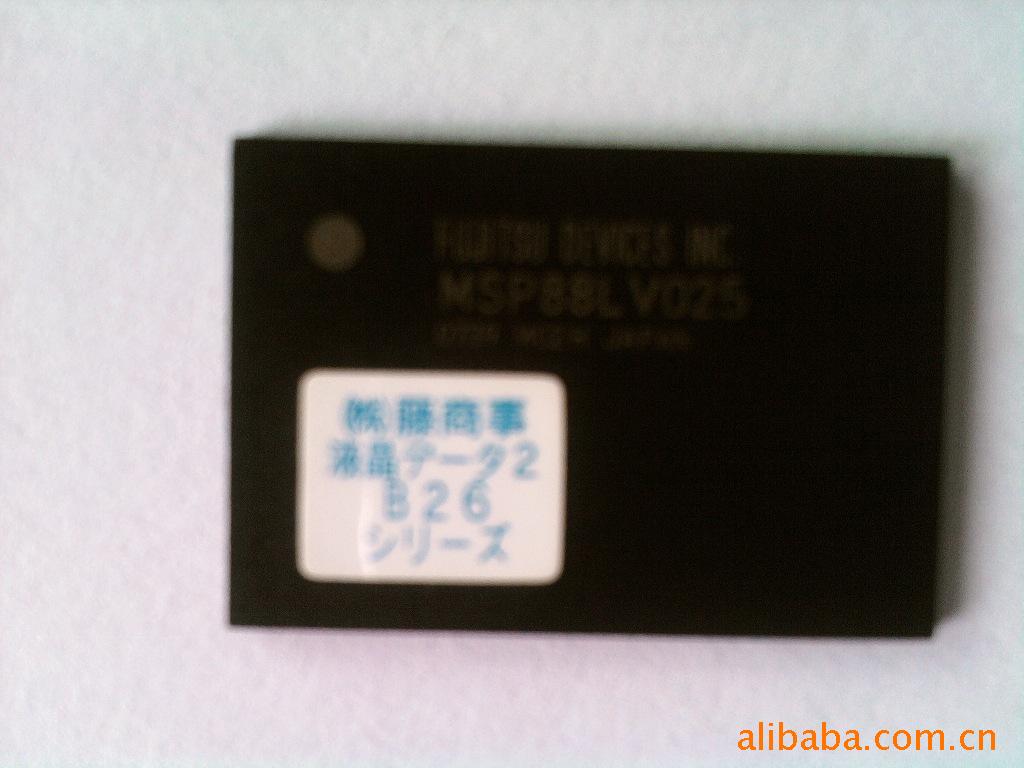 FUJITSU DEVICES INC.
MSP88LV025
JAPAN
㈱藤商事
液晶データ2
B26
シリーズ
alibaba.com.cn